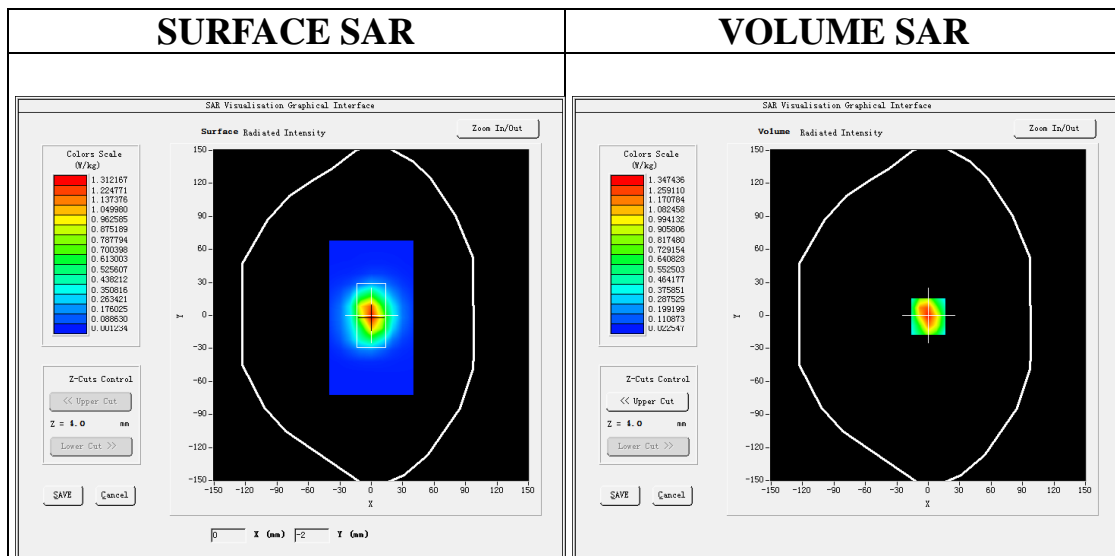 SURFACE SAR
VOLUME SAR
SAR Visualisation Graphical Interface
Surface Radiated Intensity
Zoom In/Out
Colors Scale
(W/kg)
1.312167
1.224771
1.137376
1.049980
0.962585
0.875189
0.787794
0.700398
0.613003
0.525607
0.438212
0.350816
0.263421
0.176025
0.088630
0.001234
Z-Cuts Control
<< Upper Cut
Z = 4.0 mm
Lower Cut >>
SAVE Cancel
150
120
90
60
30
0
-30
-60
-90
-120
-150
Y
-150 -120 -90 -60 -30 0 30 60 90 120 150
X
0 X (mm) -2 Y (mm)
SAR Visualisation Graphical Interface
Volume Radiated Intensity
Zoom In/Out
Colors Scale
(W/kg)
1.347436
1.259110
1.170784
1.082458
0.994132
0.905806
0.817480
0.729154
0.640828
0.552503
0.464177
0.375851
0.287525
0.199199
0.110873
0.022547
Z-Cuts Control
<< Upper Cut
Z = 4.0 mm
Lower Cut >>
SAVE Cancel
150
120
90
60
30
0
-30
-60
-90
-120
-150
Y
-150 -120 -90 -60 -30 0 30 60 90 120 150
X